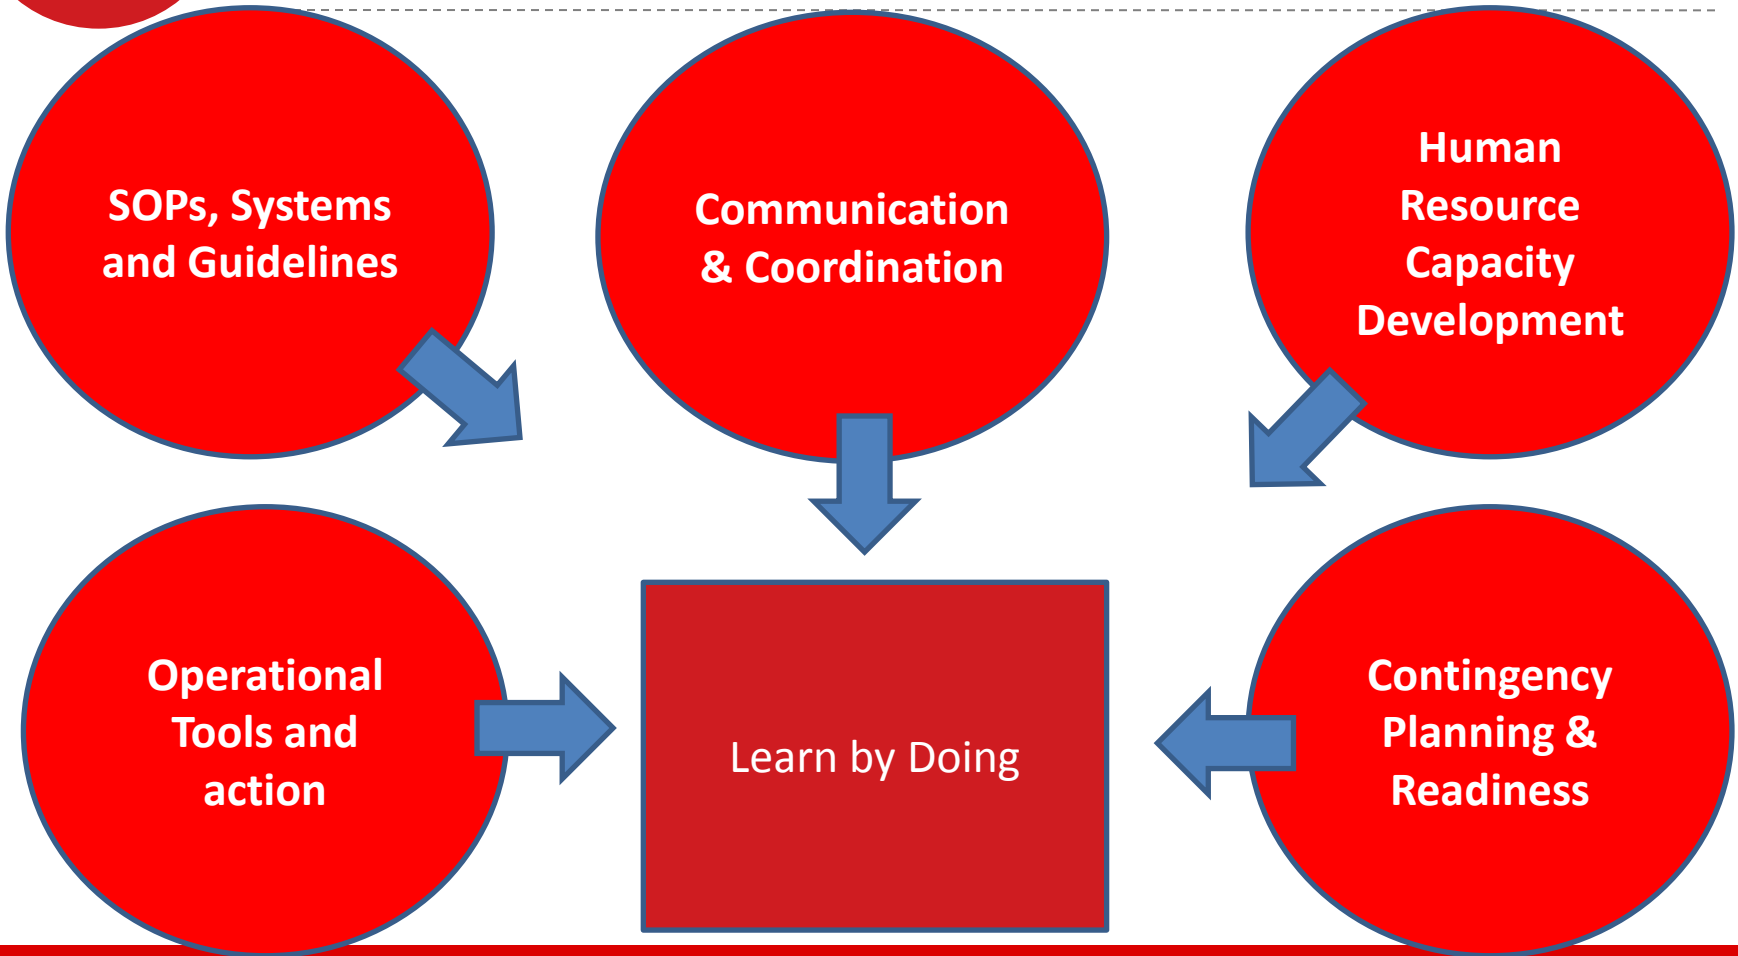 SOPs, Systems
and Guidelines
Communication
& Coordination
Human
Resource
Capacity
Development
Operational
Tools and
action
Learn by Doing
Contingency
Planning &
Readiness